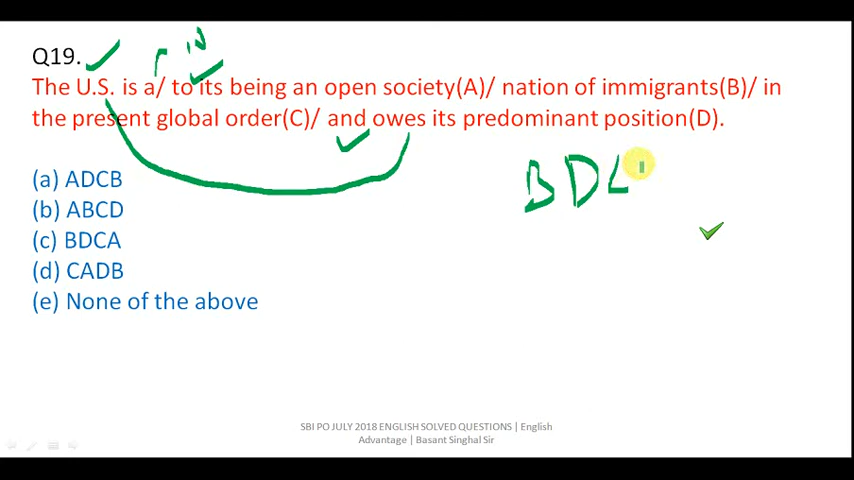 Q19.
The U.S. is a/ to its being an open society(A)/ nation of immigrants(B)/ in
the present global order(C)/ and owes its predominant position(D).
(a) ADCB
(b) ABCD
(c) BDCA
(d) CADB
(e) None of the above
BDC
SBI PO JULY 2018 ENGLISH SOLVED QUESTIONS | English
Advantage | Basant Singhal Sir